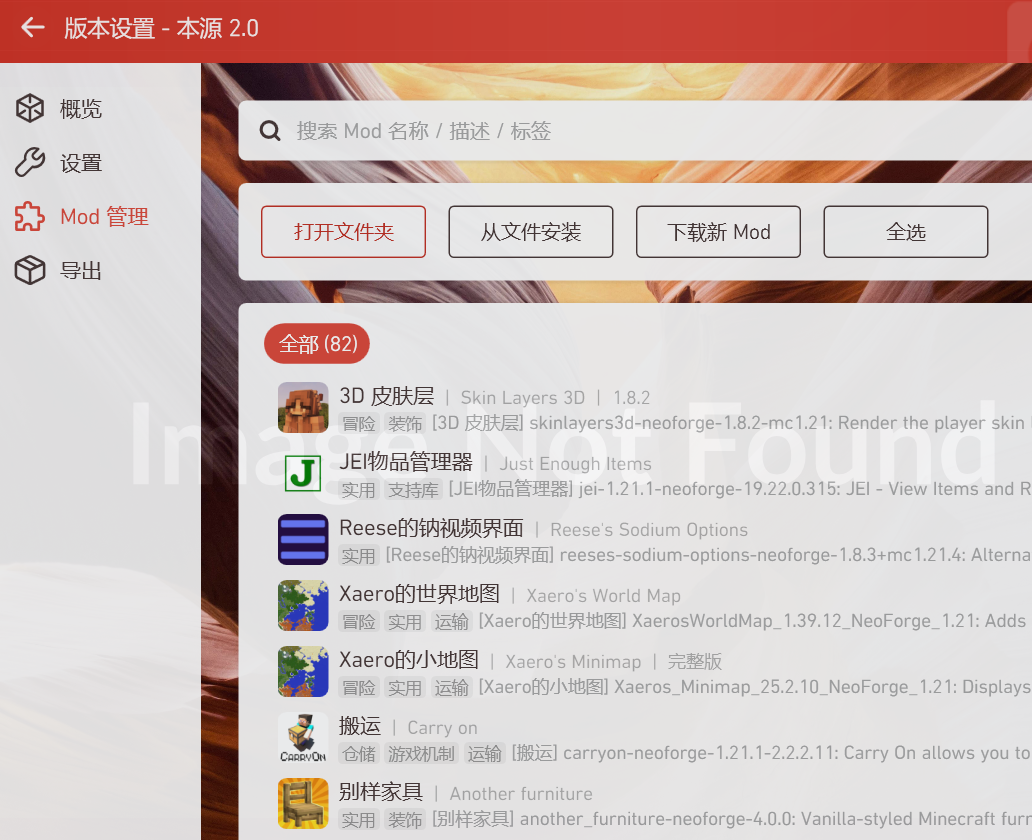 版本设置 - 本源 2.0
概览
设置
Mod 管理
导出
搜索 Mod 名称 / 描述 / 标签
打开文件夹
从文件安装
下载新 Mod
全选
全部 (82)
3D 皮肤层 | Skin Layers 3D | 1.8.2
冒险 装饰 [3D 皮肤层] skinlayers3d-neoforge-1.8.2-mc1.21: Render the player skin
JEI物品管理器 | Just Enough Items
实用 支持库 [JEI物品管理器] jei-1.21.1-neoforge-19.22.0.315: JEI - View Items and R
Reese的钠视频界面 | Reese's Sodium Options
实用 [Reese的钠视频界面] reeses-sodium-options-neoforge-1.8.3+mc1.21.4: Alterna
Xaero的世界地图 | Xaero's World Map
冒险 实用 运输 [Xaero的世界地图] XaerosWorldMap_1.39.12_NeoForge_1.21: Adds
Xaero的小地图 | Xaero's Minimap | 完整版
冒险 实用 运输 [Xaero的小地图] Xaeros_Minimap_25.2.10_NeoForge_1.21: Displays
搬运 | Carry on
CARRYON
仓储 游戏机制 运输 [搬运] carryon-neoforge-1.21.1-2.2.2.11: Carry On allows you to
别样家具 | Another furniture
实用 装饰 [别样家具] another_furniture-neoforge-4.0.0: Vanilla-styled Minecraft furn
Image Not Found
J